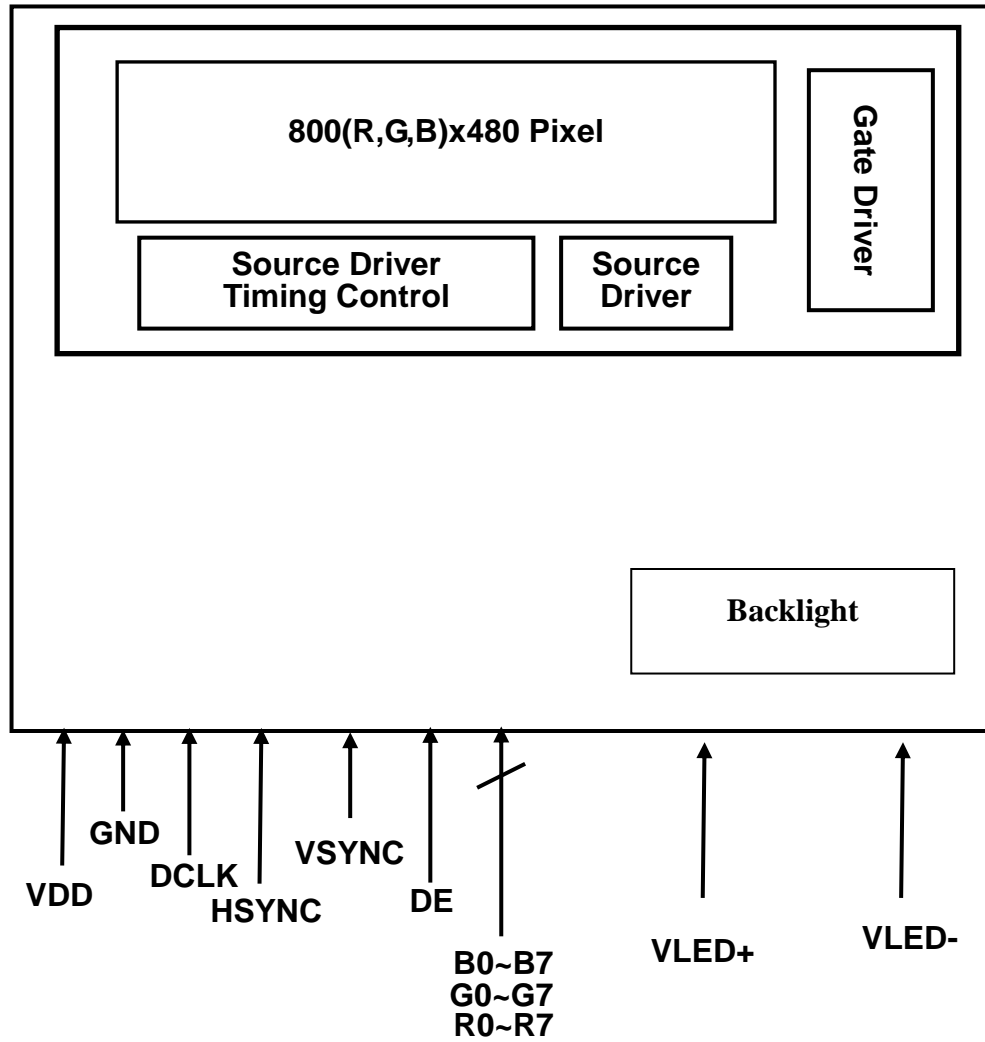 800(R,G,B)x480 Pixel
Gate Driver
Source Driver
Timing Control
Source
Driver
Backlight
VDD
GND
DCLK
HSYNC
VSYNC
DE
B0~B7
G0~G7
R0~R7
VLED+
VLED-